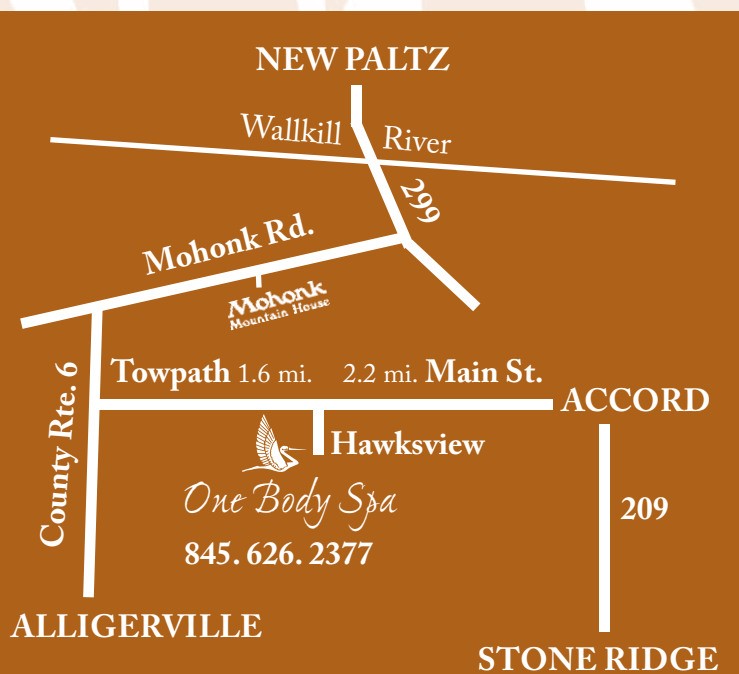 NEW PALTZ
Wallkill River
299
Mohonk Rd.
Mohonk
Mountain House
Towpath 1.6 mi. 2.2 mi. Main St.
ACCORD
County Rte. 6
Hawksview
One Body Spa
209
845. 626. 2377
ALLIGERVILLE
STONE RIDGE